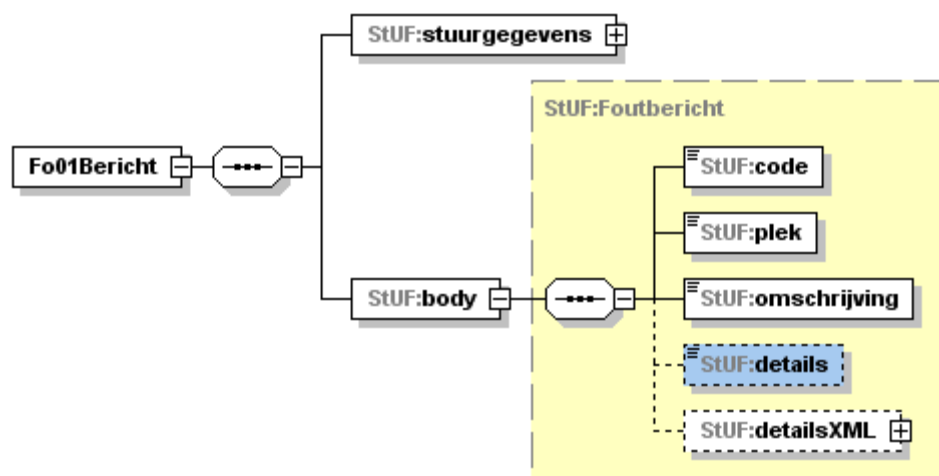 StUF:stuurgegevens
StUF:Foutbericht
Fo01Bericht
StUF:code
StUF:plek
StUF:body
StUF:omschrijving
StUF:details
StUF:detailsXML